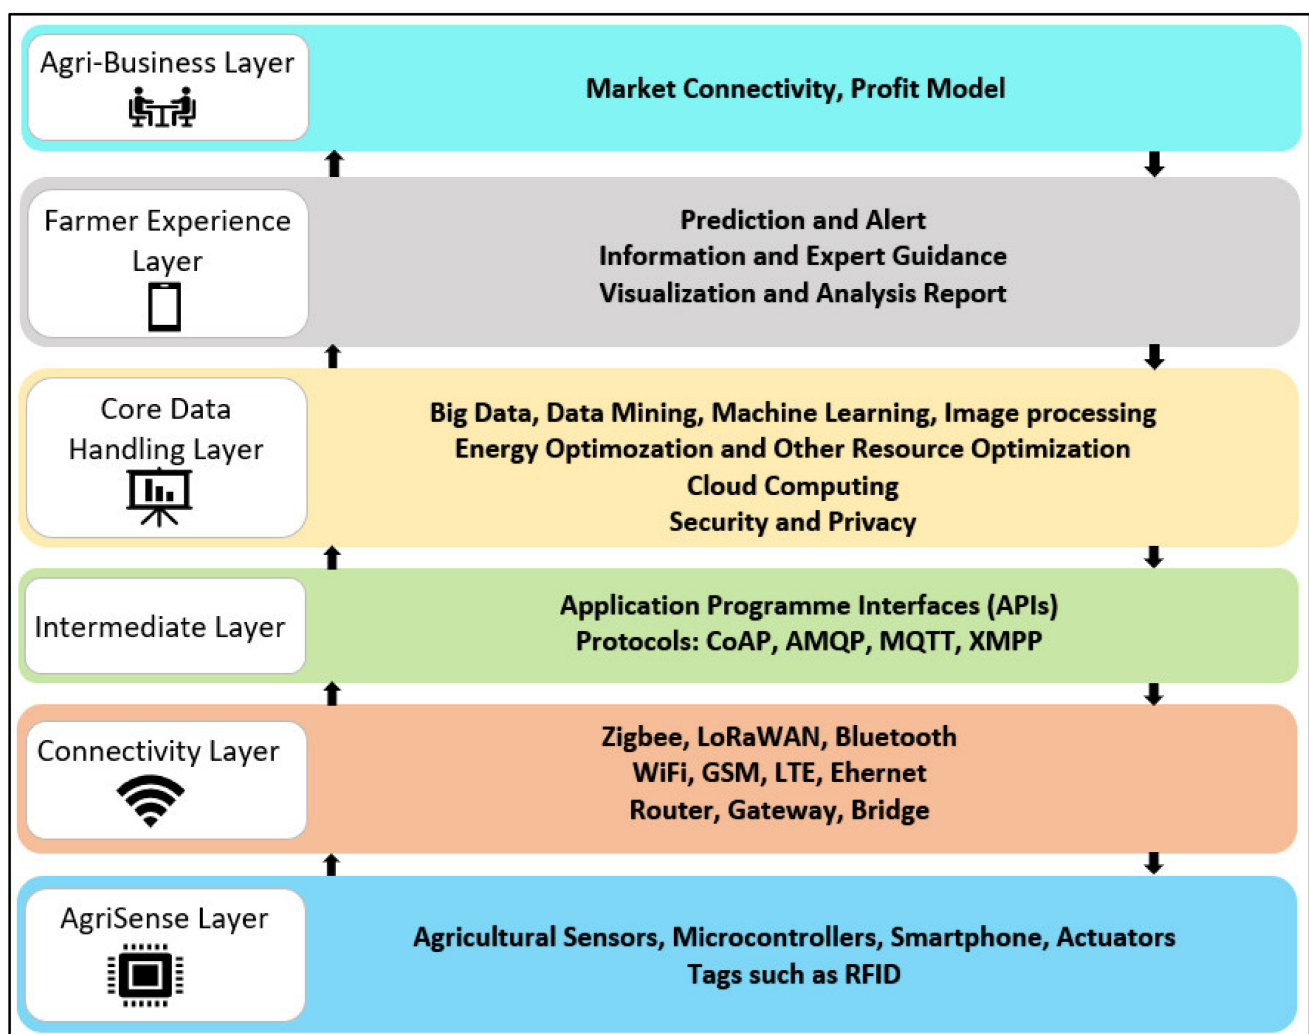 Agri-Business Layer
Market Connectivity, Profit Model
Farmer Experience
Layer
Prediction and Alert
Information and Expert Guidance
Visualization and Analysis Report
Core Data
Handling Layer
Big Data, Data Mining, Machine Learning, Image processing
Energy Optimozation and Other Resource Optimization
Cloud Computing
Security and Privacy
Intermediate Layer
Application Programme Interfaces (APIs)
Protocols: CoAP, AMQP, MQTT, XMPP
Connectivity Layer
Zigbee, LoRaWAN, Bluetooth
WiFi, GSM, LTE, Ehernet
Router, Gateway, Bridge
AgriSense Layer
Agricultural Sensors, Microcontrollers, Smartphone, Actuators
Tags such as RFID